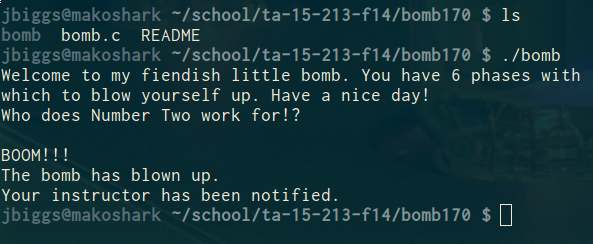 jbiggs@makoshark ~/school/ta-15-213-f14/bomb170 $ ls
bomb  bomb.c  README
jbiggs@makoshark ~/school/ta-15-213-f14/bomb170 $ ./bomb
Welcome to my fiendish little bomb. You have 6 phases with
which to blow yourself up. Have a nice day!
Who does Number Two work for!?
BOOM!!!
The bomb has blown up.
Your instructor has been notified.
jbiggs@makoshark ~/school/ta-15-213-f14/bomb170 $